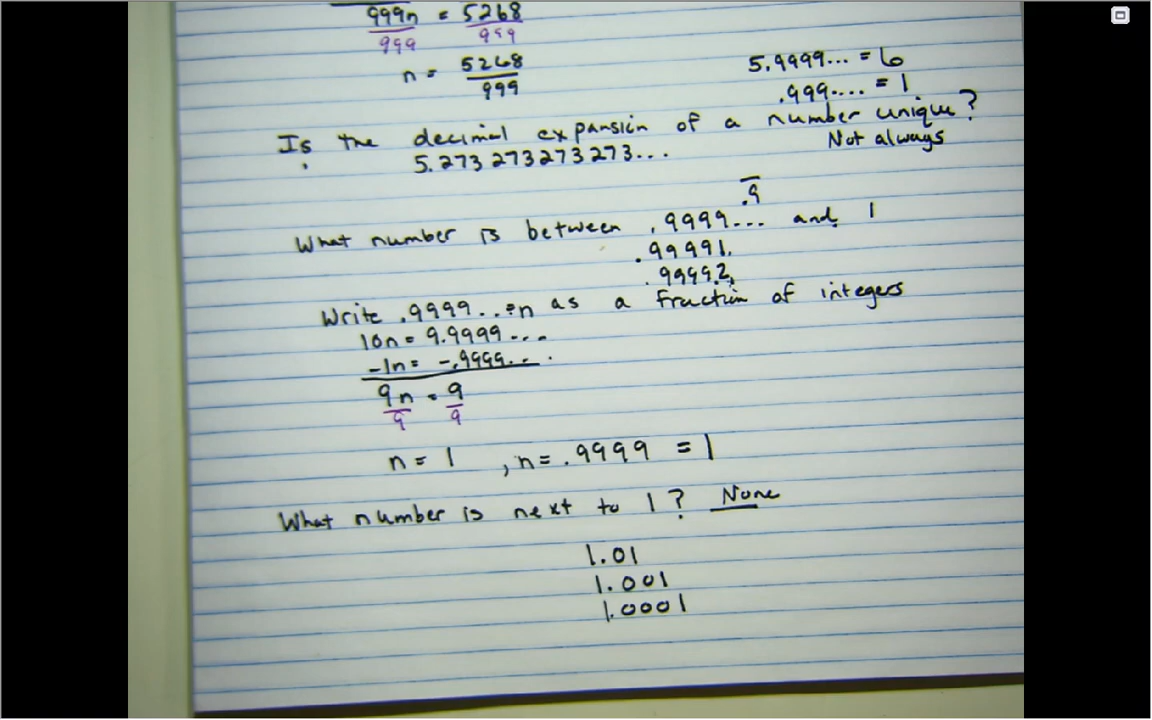 999n = 5268
999 999
n = 5268
999
5.9999... = 6
.999.... = 1
Is the decimal expansion of a number unique?
5.273 273273273... Not always
.9̅
What number is between .9999... and 1
.99991.
.99992,
Write .9999...=n as a fraction of integers
10n = 9.9999...
-1n = -.9999...
9n = 9
9 9
n = 1 , n = .9999 = 1
What number is next to 1? None
1.01
1.001
1.0001